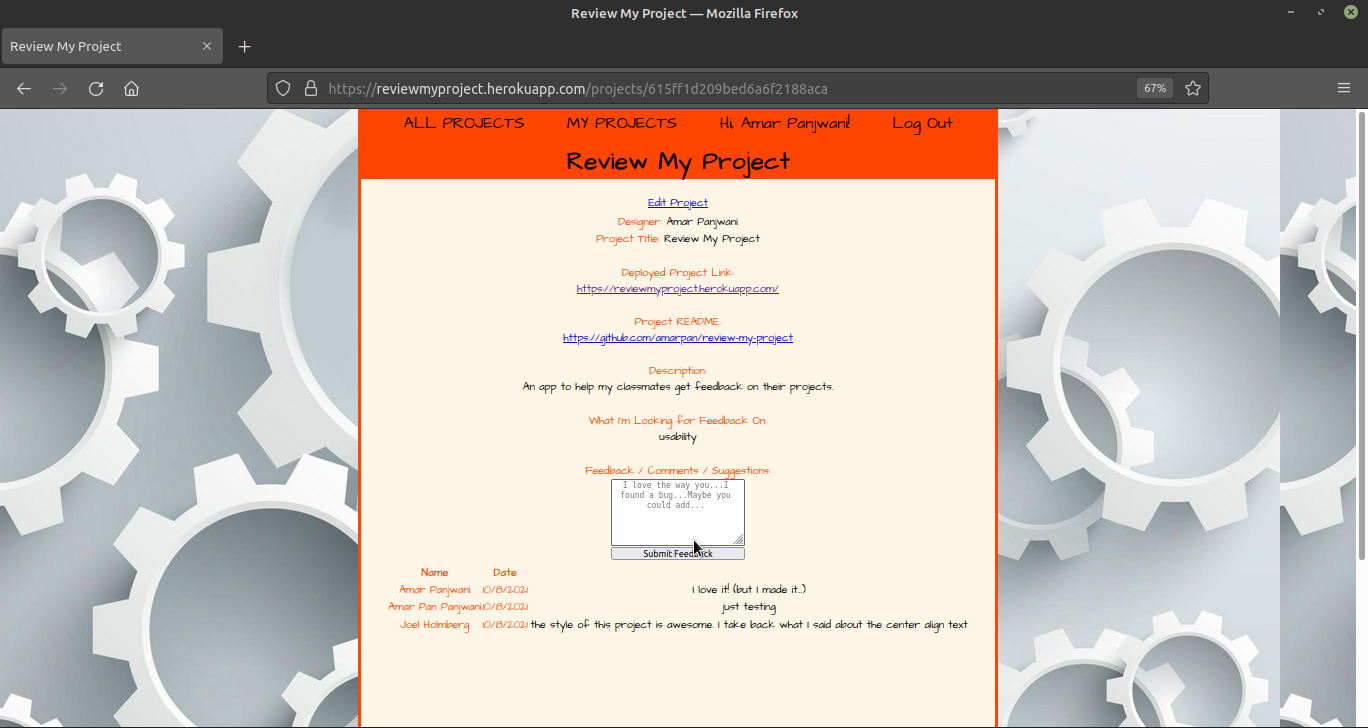 Review My Project — Mozilla Firefox
Review My Project
https://reviewmyproject.herokuapp.com/projects/615ff1d209bed6a6f2188aca
67%
ALL PROJECTS MY PROJECTS Hi, Amar Panjwani! Log Out
Review My Project
Edit Project
Designer: Amar Panjwani
Project Title: Review My Project
Deployed Project Link:
https://reviewmyproject.herokuapp.com/
Project README:
https://github.com/amarpan/review-my-project
Description:
An app to help my classmates get feedback on their projects.
What I'm Looking for Feedback On:
usability
Feedback / Comments / Suggestions:
I love the way you...I
found a bug...Maybe you
could add...
Submit Feedback
Name Date
Amar Panjwani 10/8/2021 I love it! (but I made it...)
Amar Pan Panjwani 10/8/2021 just testing
Joel Holmberg 10/8/2021 the style of this project is awesome. I take back what I said about the center align text